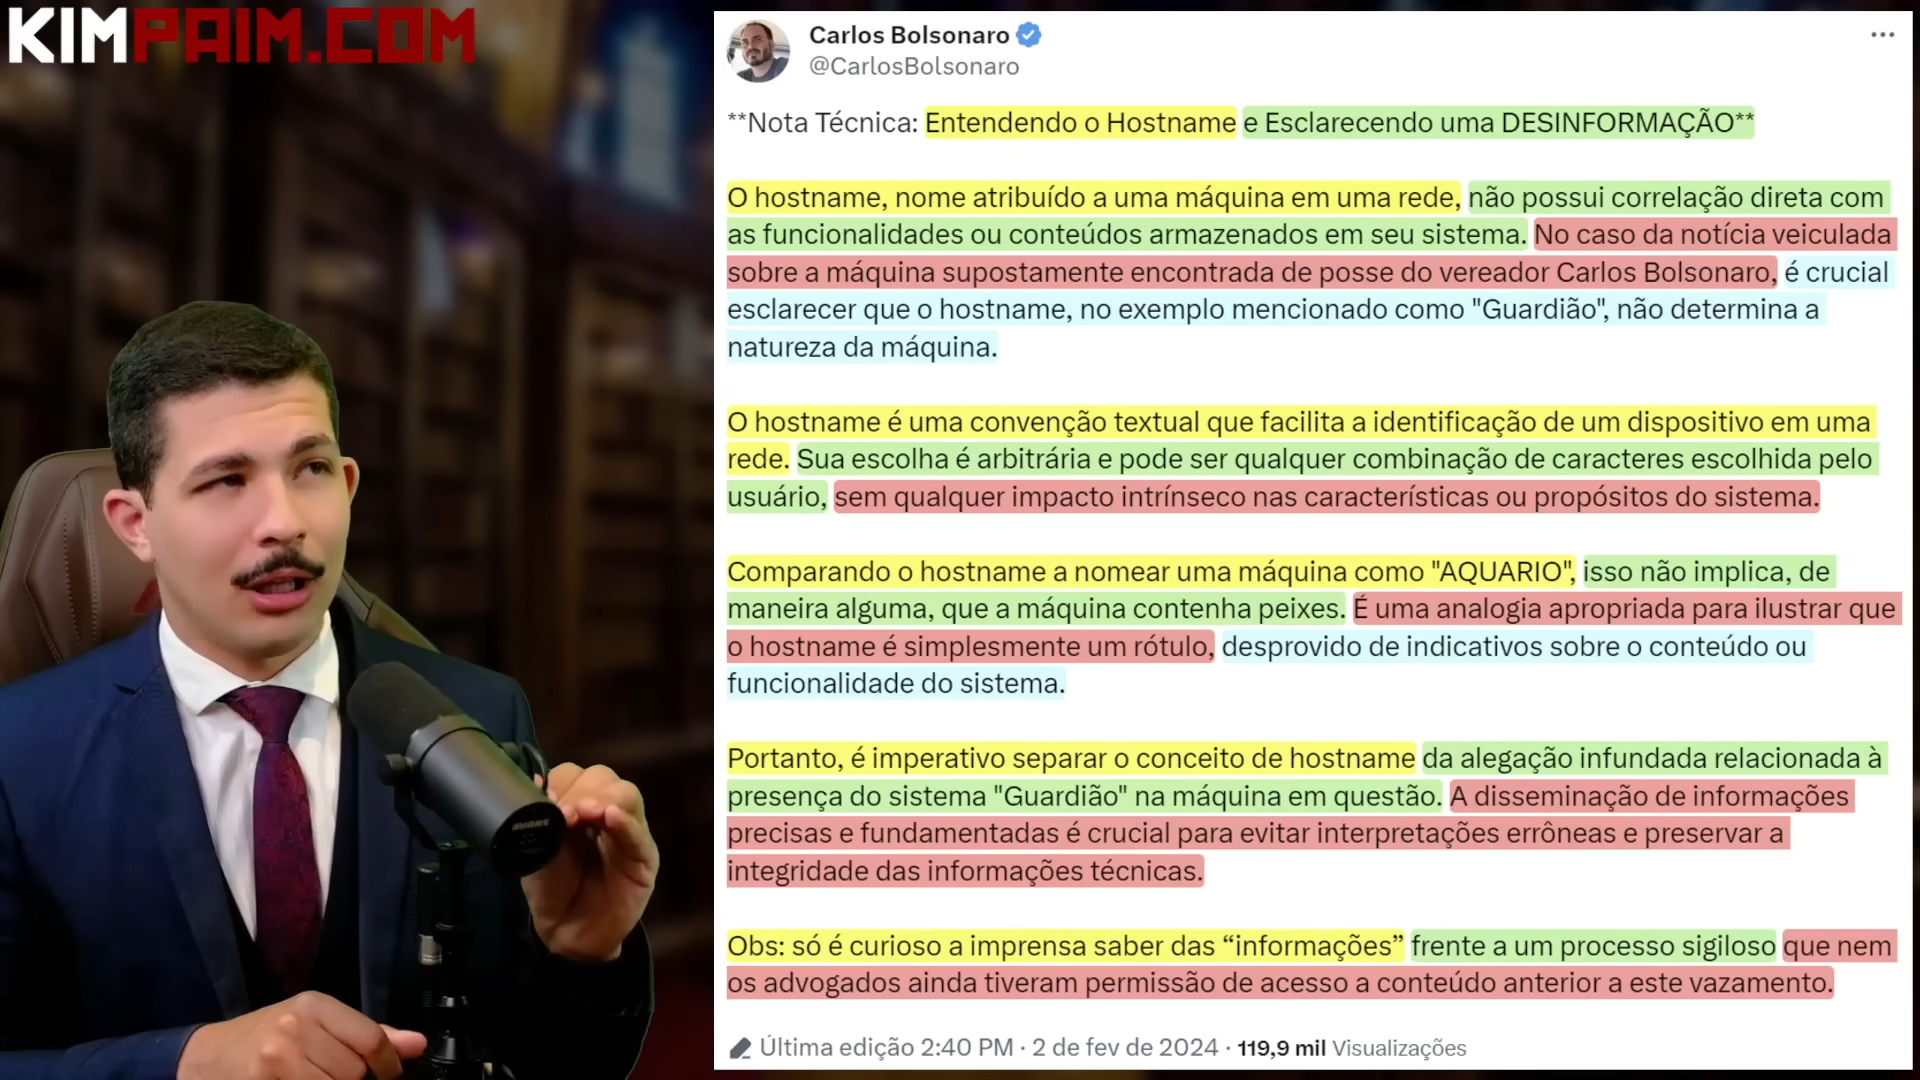 KIMPAIM.COM
Carlos Bolsonaro
@CarlosBolsonaro
**Nota Técnica: Entendendo o Hostname e Esclarecendo uma DESINFORMAÇÃO**
O hostname, nome atribuído a uma máquina em uma rede, não possui correlação direta com
as funcionalidades ou conteúdos armazenados em seu sistema. No caso da notícia veiculada
sobre a máquina supostamente encontrada de posse do vereador Carlos Bolsonaro, é crucial
esclarecer que o hostname, no exemplo mencionado como "Guardião", não determina a
natureza da máquina.
O hostname é uma convenção textual que facilita a identificação de um dispositivo em uma
rede. Sua escolha é arbitrária e pode ser qualquer combinação de caracteres escolhida pelo
usuário, sem qualquer impacto intrínseco nas características ou propósitos do sistema.
Comparando o hostname a nomear uma máquina como "AQUARIO", isso não implica, de
maneira alguma, que a máquina contenha peixes. É uma analogia apropriada para ilustrar que
o hostname é simplesmente um rótulo, desprovido de indicativos sobre o conteúdo ou
funcionalidade do sistema.
Portanto, é imperativo separar o conceito de hostname da alegação infundada relacionada à
presença do sistema "Guardião" na máquina em questão. A disseminação de informações
precisas e fundamentadas é crucial para evitar interpretações errôneas e preservar a
integridade das informações técnicas.
Obs: só é curioso a imprensa saber das “informações” frente a um processo sigiloso que nem
os advogados ainda tiveram permissão de acesso a conteúdo anterior a este vazamento.
Última edição 2:40 PM · 2 de fev de 2024 · 119,9 mil Visualizações
SHURE